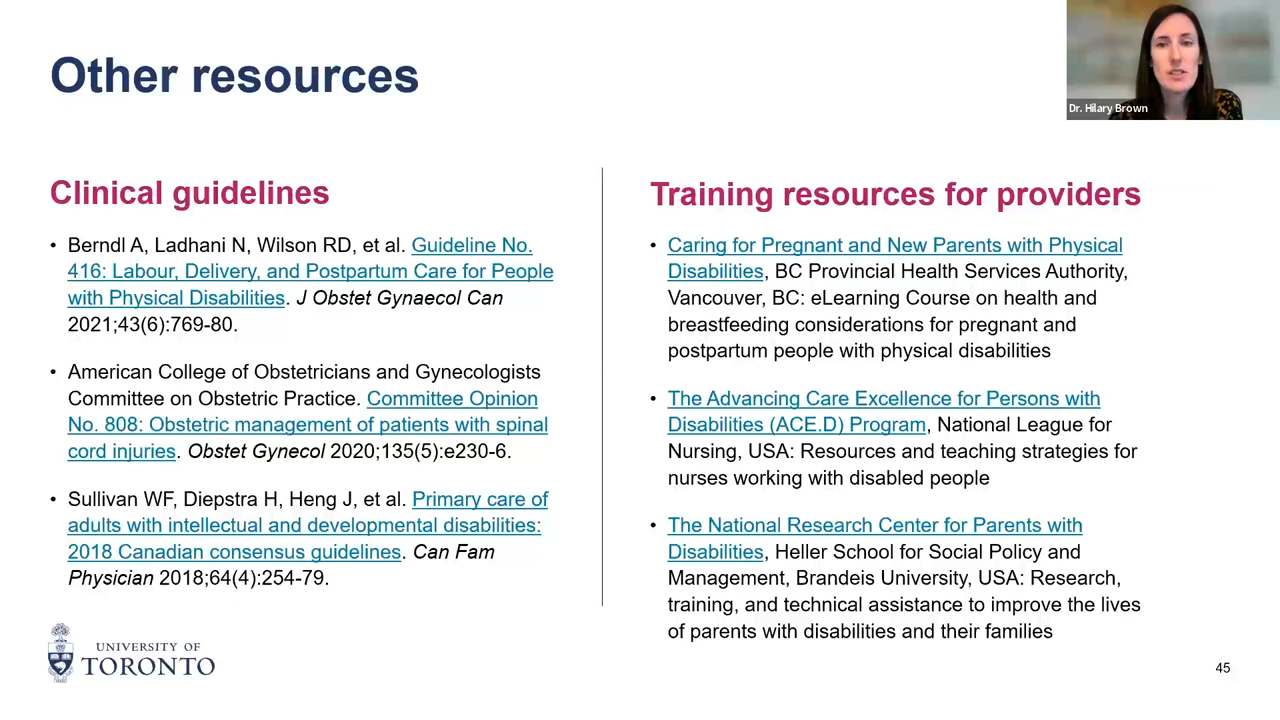 Other resources
Dr. Hilary Brown
Clinical guidelines
• Berndl A, Ladhani N, Wilson RD, et al. Guideline No.
416: Labour, Delivery, and Postpartum Care for People
with Physical Disabilities. J Obstet Gynaecol Can
2021;43(6):769-80.
• American College of Obstetricians and Gynecologists
Committee on Obstetric Practice. Committee Opinion
No. 808: Obstetric management of patients with spinal
cord injuries. Obstet Gynecol 2020;135(5):e230-6.
• Sullivan WF, Diepstra H, Heng J, et al. Primary care of
adults with intellectual and developmental disabilities:
2018 Canadian consensus guidelines. Can Fam
Physician 2018;64(4):254-79.
Training resources for providers
• Caring for Pregnant and New Parents with Physical
Disabilities, BC Provincial Health Services Authority,
Vancouver, BC: eLearning Course on health and
breastfeeding considerations for pregnant and
postpartum people with physical disabilities
• The Advancing Care Excellence for Persons with
Disabilities (ACE.D) Program, National League for
Nursing, USA: Resources and teaching strategies for
nurses working with disabled people
• The National Research Center for Parents with
Disabilities, Heller School for Social Policy and
Management, Brandeis University, USA: Research,
training, and technical assistance to improve the lives
of parents with disabilities and their families
UNIVERSITY OF
TORONTO
45